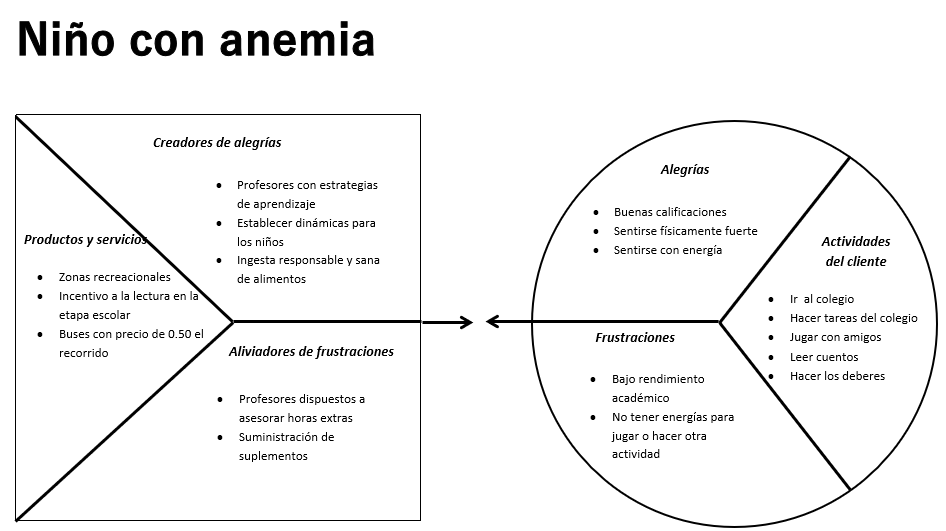 Niño con anemia
Creadores de alegrías
• Profesores con estrategias
de aprendizaje
• Establecer dinámicas para
los niños
• Ingesta responsable y sana
de alimentos
Productos y servicios
• Zonas recreacionales
• Incentivo a la lectura en la
etapa escolar
• Buses con precio de 0.50 el
recorrido
Aliviadores de frustraciones
• Profesores dispuestos a
asesorar horas extras
• Suministración de
suplementos
Alegrías
• Buenas calificaciones
• Sentirse físicamente fuerte
• Sentirse con energía
Actividades
del cliente
• Ir al colegio
• Hacer tareas del colegio
• Jugar con amigos
• Leer cuentos
• Hacer los deberes
Frustraciones
• Bajo rendimiento
académico
• No tener energías para
jugar o hacer otra
actividad